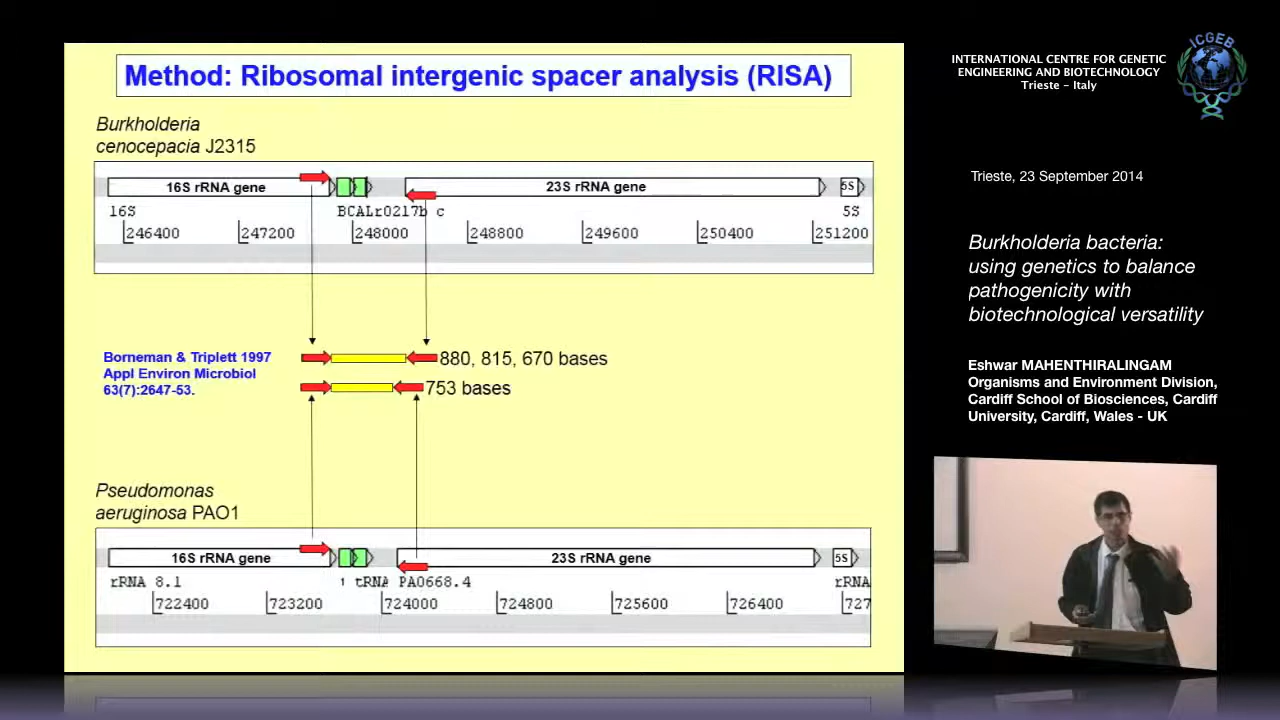 Method: Ribosomal intergenic spacer analysis (RISA)
Burkholderia
cenocepacia J2315
16S rRNA gene
23S rRNA gene
5S
16S
BCALr0217b c
5S
246400
247200
248000
248800
249600
250400
251200
Borneman & Triplett 1997
Appl Environ Microbiol
63(7):2647-53.
880, 815, 670 bases
753 bases
Pseudomonas
aeruginosa PAO1
16S rRNA gene
23S rRNA gene
5S
rRNA 8.1
tRNA
PA0668.4
rRNA
722400
723200
724000
724800
725600
726400
727
INTERNATIONAL CENTRE FOR GENETIC
ENGINEERING AND BIOTECHNOLOGY
Trieste - Italy
ICGEB
Trieste, 23 September 2014
Burkholderia bacteria:
using genetics to balance
pathogenicity with
biotechnological versatility
Eshwar MAHENTHIRALINGAM
Organisms and Environment Division,
Cardiff School of Biosciences, Cardiff
University, Cardiff, Wales - UK